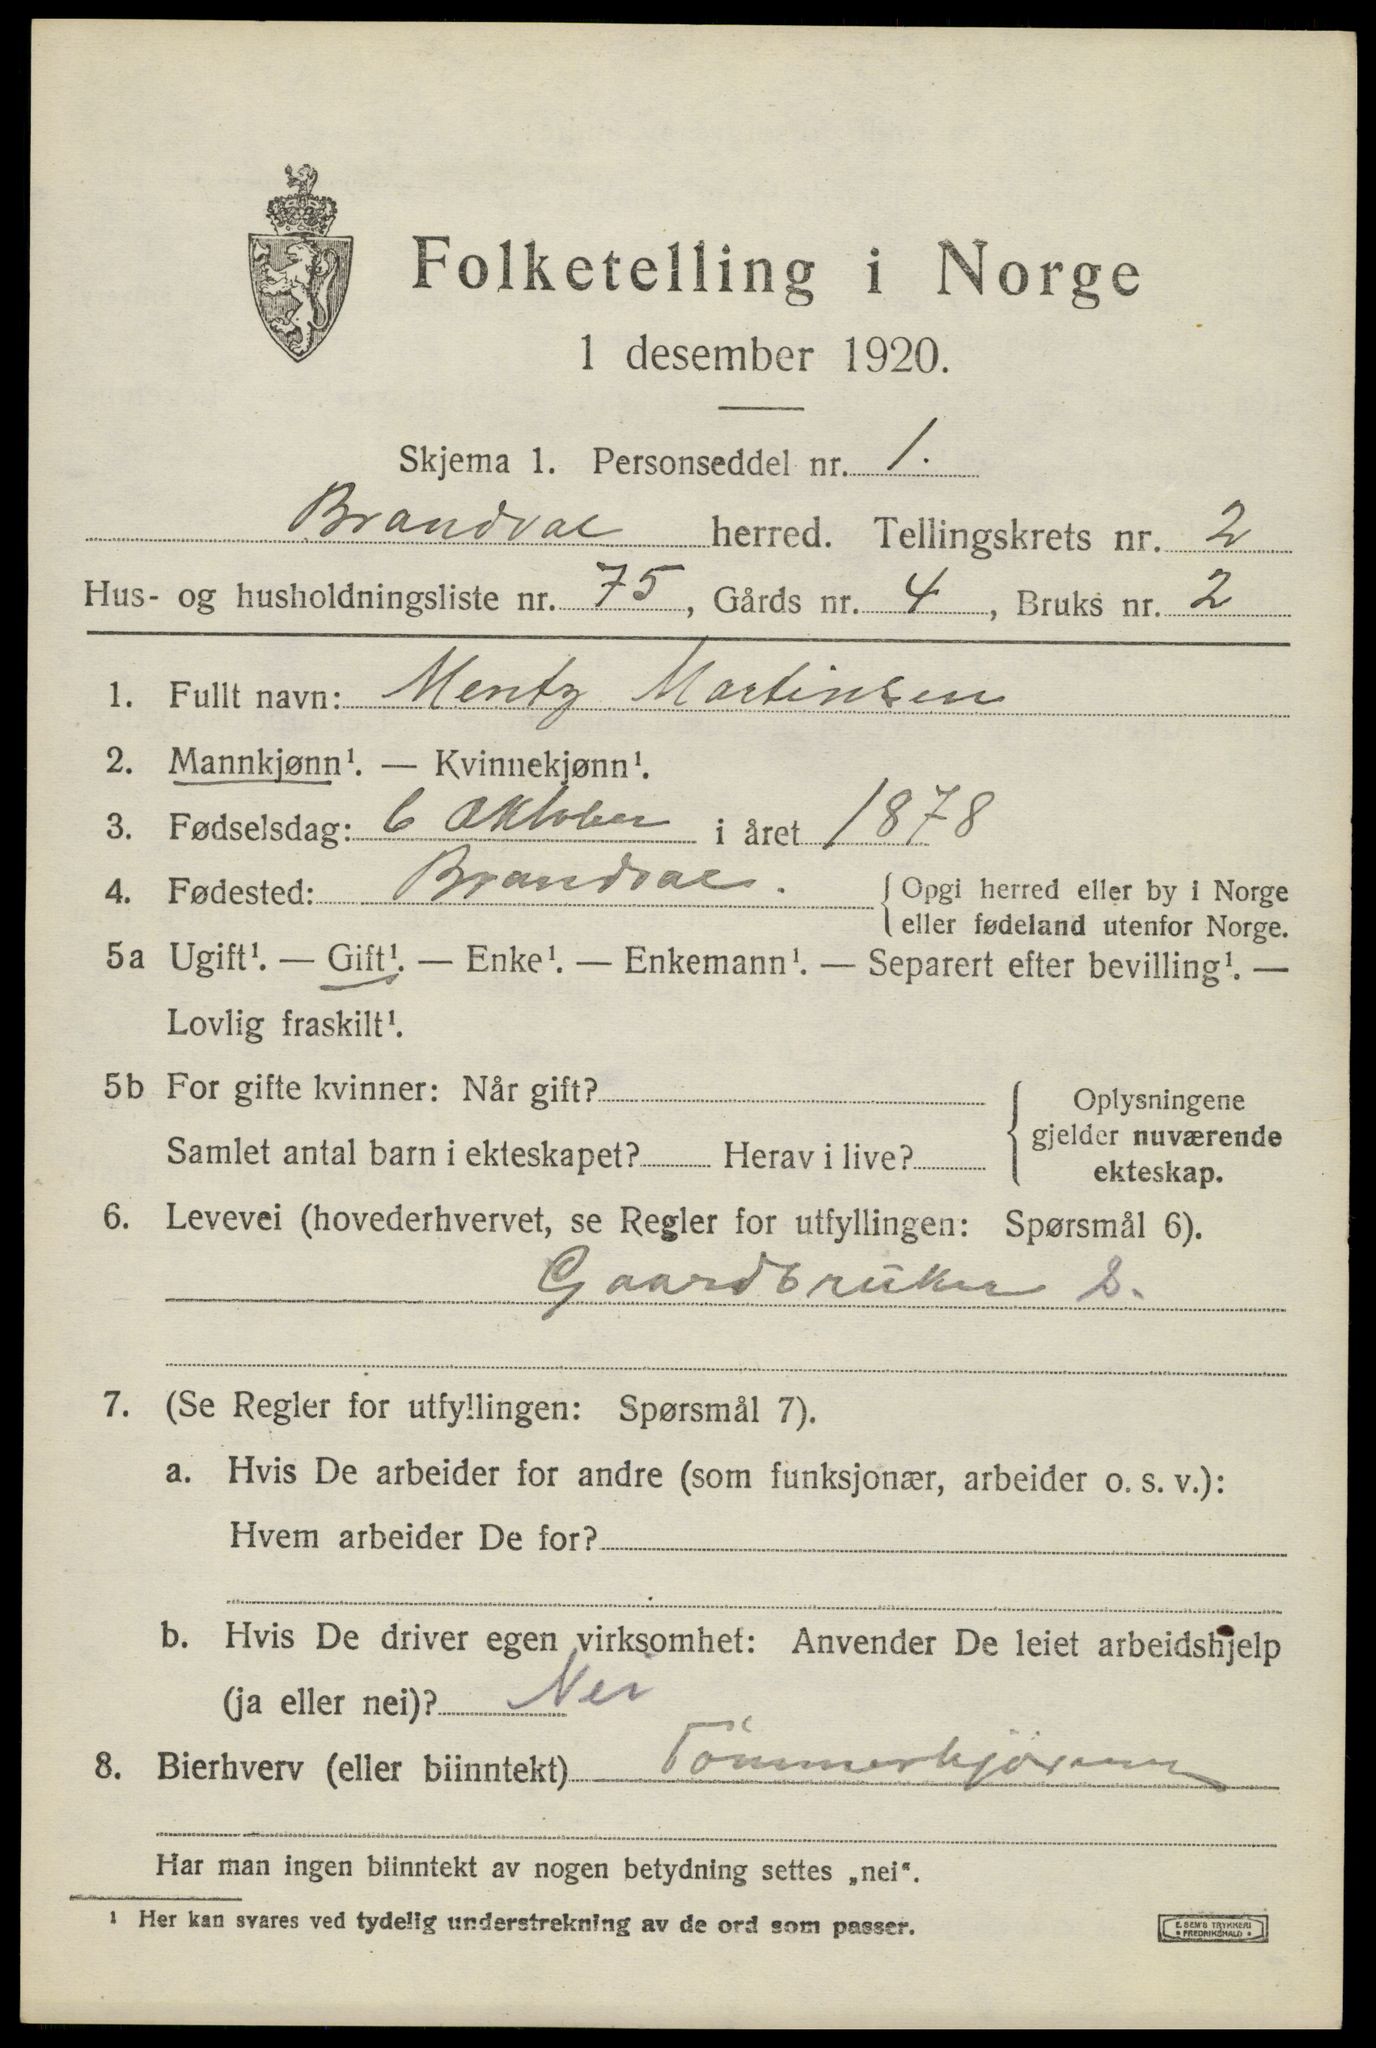 Folketelling i Norge
1 desember 1920.
Skjema 1. Personseddel nr. 1.
Brandval herred. Tellingskrets nr. 2
Hus- og husholdningsliste nr. 75, Gårds nr. 4, Bruks nr. 2
1. Fullt navn: Mentz Martinsen
2. Mannkjønn¹. — Kvinnekjønn¹.
3. Fødselsdag: 6 Oktober i året 1878
4. Fødested: Brandval. { Opgi herred eller by i Norge
eller fødeland utenfor Norge.
5a Ugift¹. — Gift¹. — Enke¹. — Enkemann¹. — Separert efter bevilling¹. —
Lovlig fraskilt¹.
5b For gifte kvinner: Når gift?
Samlet antal barn i ekteskapet? Herav i live?
{ Oplysningene
gjelder nuværende
ekteskap.
6. Levevei (hovederhvervet, se Regler for utfyllingen: Spørsmål 6).
Gaardbruker S.
7. (Se Regler for utfyllingen: Spørsmål 7).
a. Hvis De arbeider for andre (som funksjonær, arbeider o. s. v.):
Hvem arbeider De for?
b. Hvis De driver egen virksomhet: Anvender De leiet arbeidshjelp
(ja eller nei)? Nei
8. Bierhverv (eller biinntekt) Tömmerkjöring
Har man ingen biinntekt av nogen betydning settes „nei“.
¹ Her kan svares ved tydelig understrekning av de ord som passer.
E. SEM'S TRYKKERI
* FREDRIKSHALD *